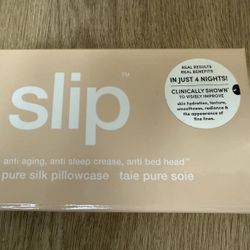 slip™
anti aging, anti sleep crease, anti bed head™
pure silk pillowcase taie pure soie
REAL RESULTS
REAL BENEFITS
IN JUST 4 NIGHTS!
CLINICALLY SHOWN
TO VISIBLY IMPROVE
skin hydration, texture,
smoothness, radiance &
the appearance of
fine lines.